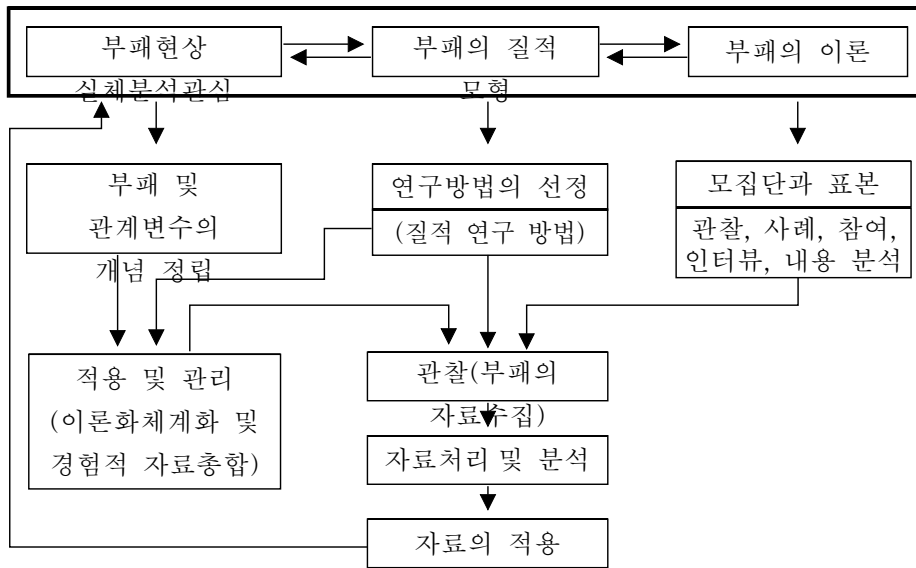 부패현상
실체분석관심
부패의 질적
모형
부패의 이론
부패 및
관계변수의
개념 정립
연구방법의 선정
(질적 연구 방법)
모집단과 표본
관찰, 사례, 참여,
인터뷰, 내용 분석
적용 및 관리
(이론화체계화 및
경험적 자료총합)
관찰(부패의
자료수집)
자료처리 및 분석
자료의 적용